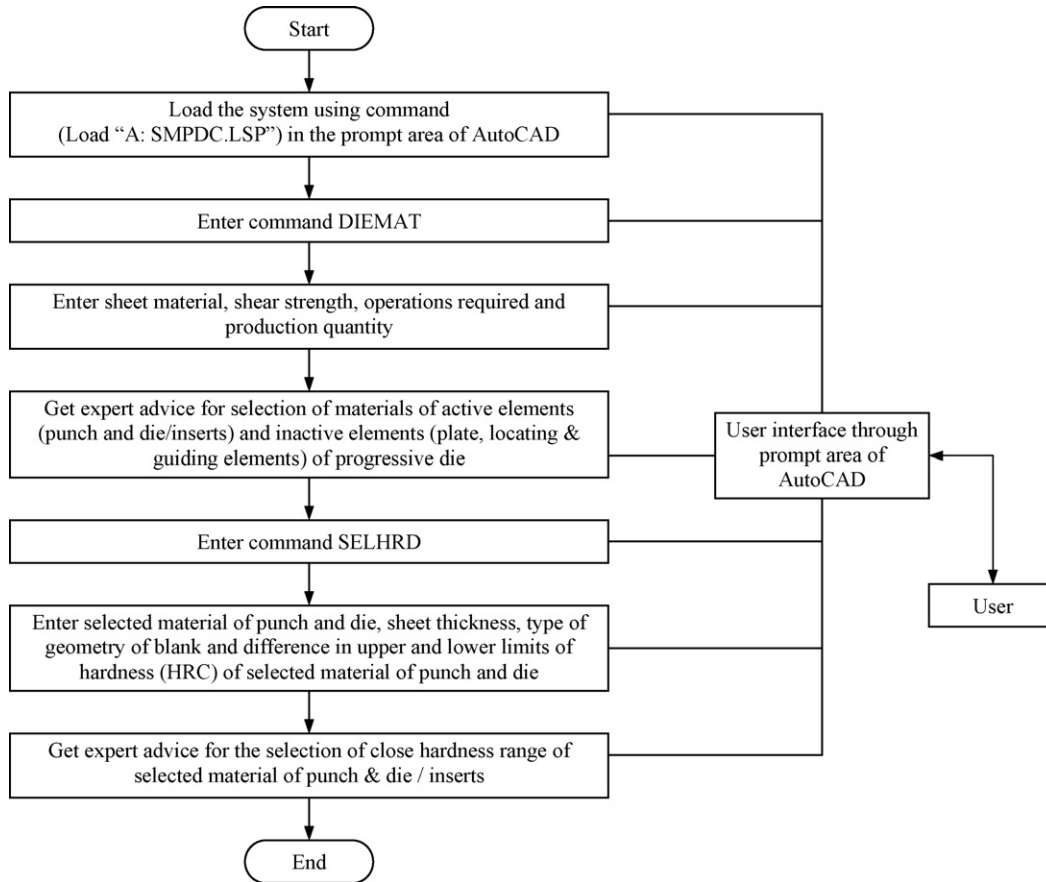 Start
Load the system using command
(Load “A: SMPDC.LSP”) in the prompt area of AutoCAD
Enter command DIEMAT
Enter sheet material, shear strength, operations required and
production quantity
Get expert advice for selection of materials of active elements
(punch and die/inserts) and inactive elements (plate, locating &
guiding elements) of progressive die
User interface through
prompt area of
AutoCAD
Enter command SELHRD
User
Enter selected material of punch and die, sheet thickness, type of
geometry of blank and difference in upper and lower limits of
hardness (HRC) of selected material of punch and die
Get expert advice for the selection of close hardness range of
selected material of punch & die / inserts
End